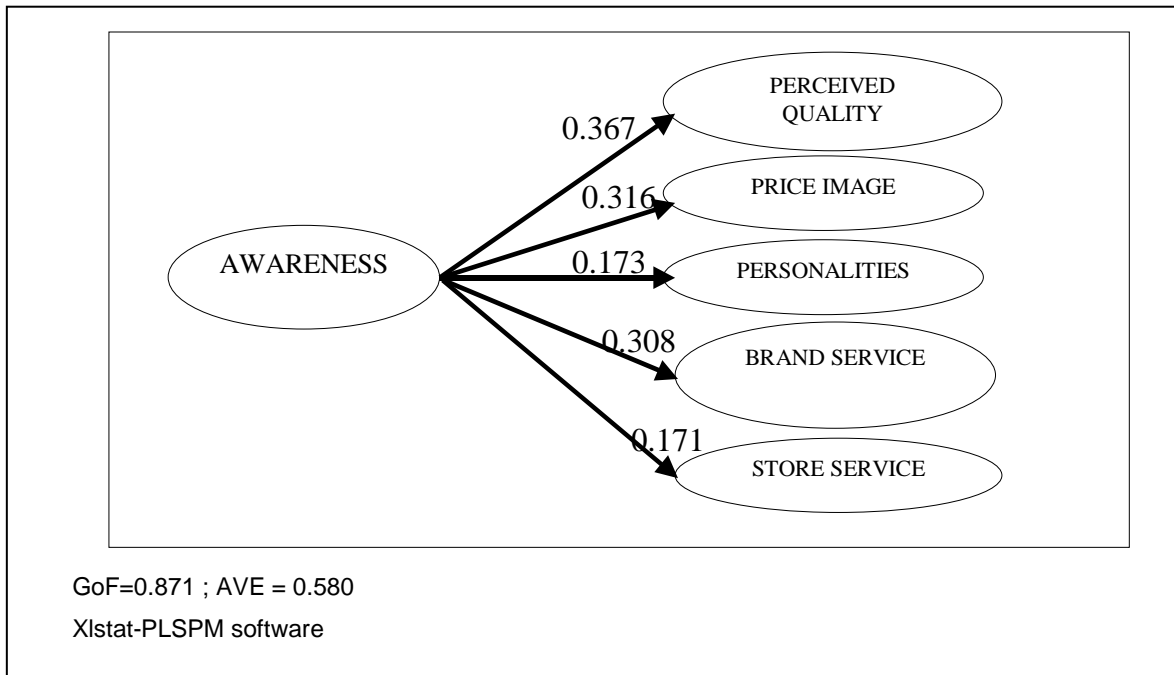 PERCEIVED
QUALITY
0.367
PRICE IMAGE
0.316
AWARENESS
0.173
PERSONALITIES
0.308
BRAND SERVICE
0.171
STORE SERVICE
GoF=0.871 ; AVE = 0.580
Xlstat-PLSPM software